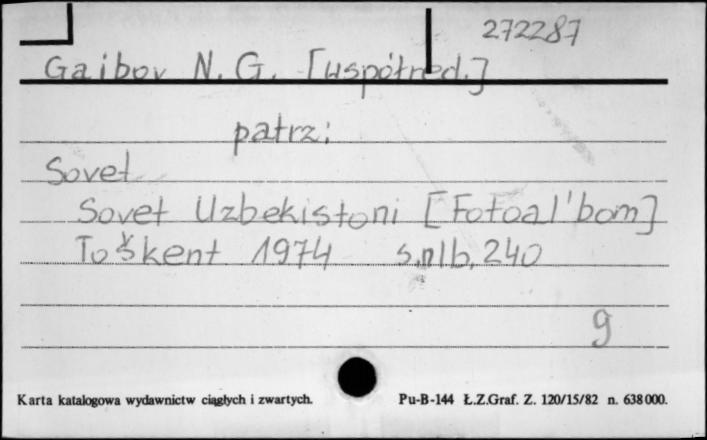 272287
Gaibov N. G. [współred.]
patrz:
Sovet
Sovet Uzbekistoni [Fotoal'bom]
Toškent 1974 s.nlb. 240
g
Karta katalogowa wydawnictw ciągłych i zwartych. Pu-B-144 Ł.Z.Graf. Z. 120/15/82 n. 638000.